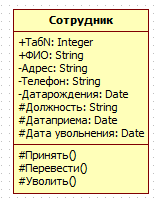 Сотрудник
+ТабN: Integer
+ФИО: String
-Адрес: String
-Телефон: String
-Датарождения: Date
#Должность: String
#Датаприема: Date
#Дата увольнения: Date
#Принять()
#Перевести()
#Уволить()